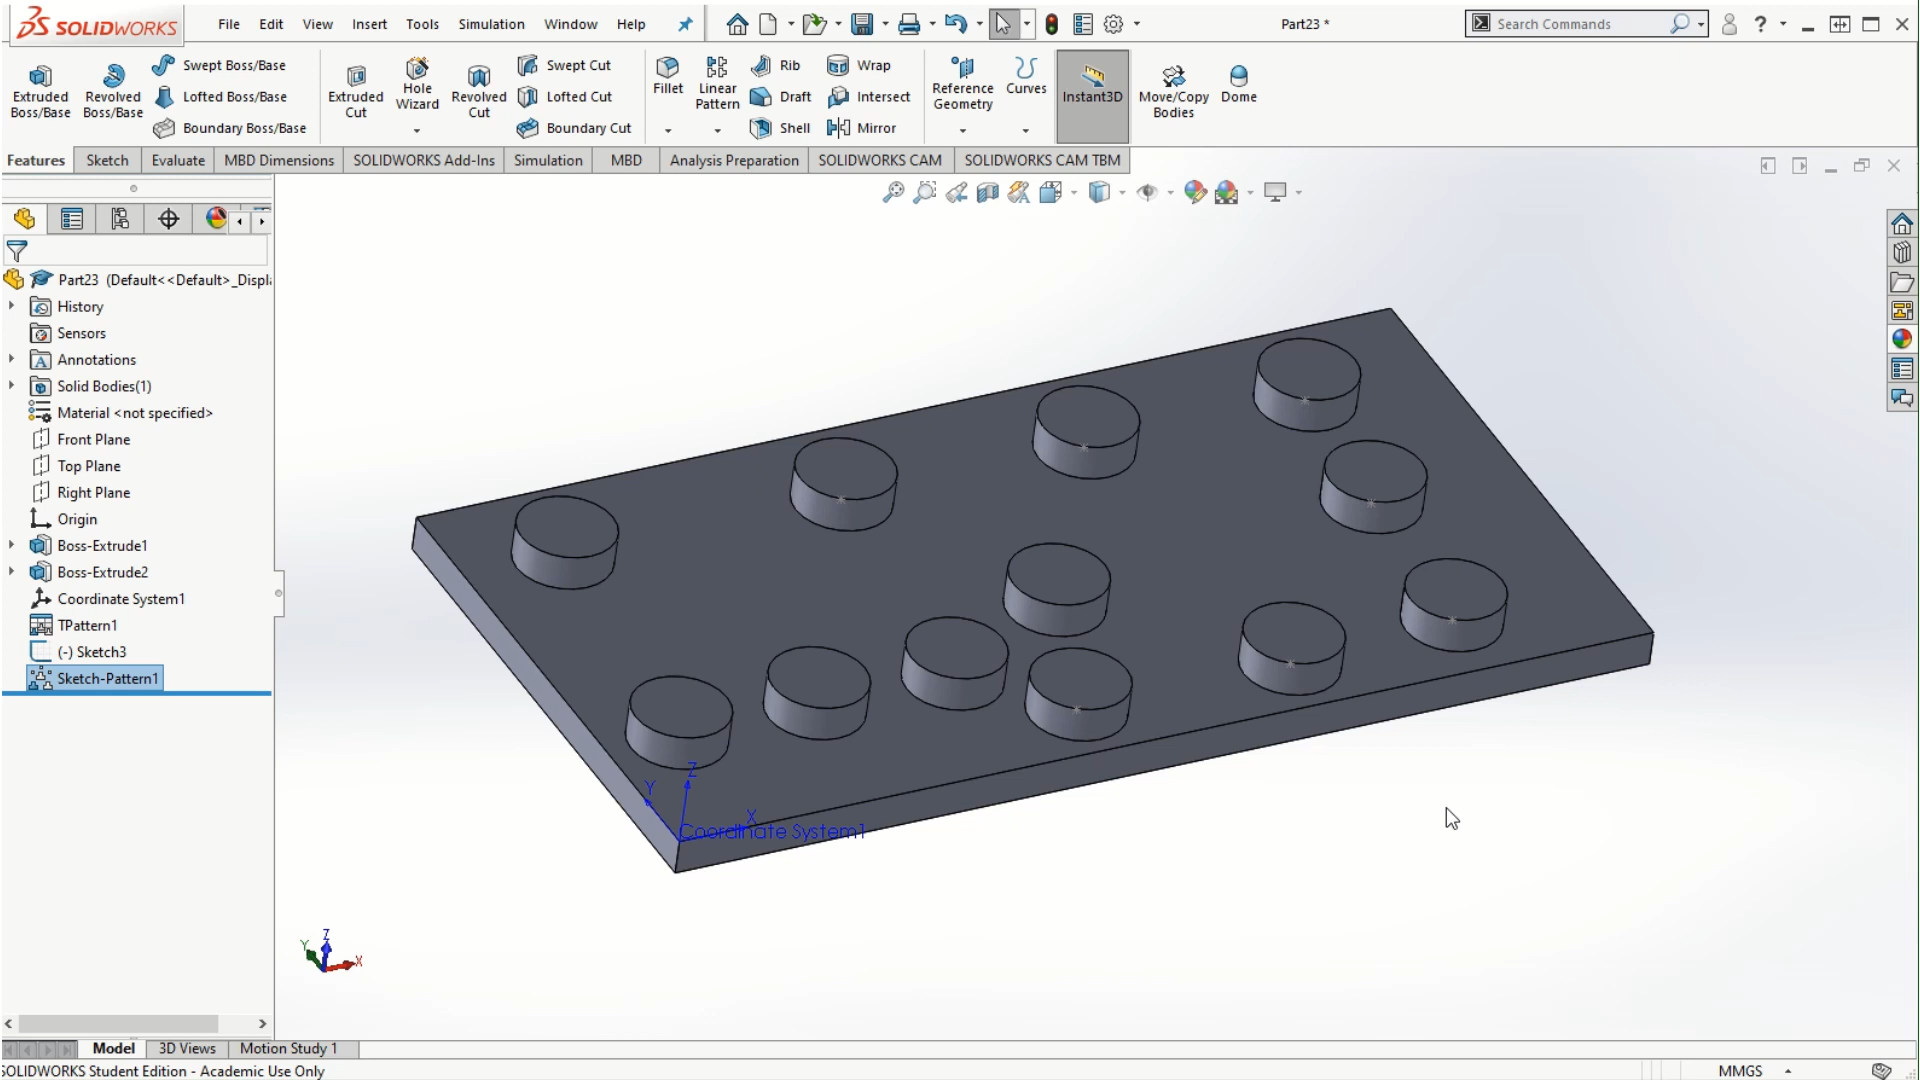 SOLIDWORKS File Edit View Insert Tools Simulation Window Help Part23 * Search Commands
Swept Boss/Base Swept Cut Rib Wrap
Extruded Boss/Base Revolved Boss/Base Lofted Boss/Base Extruded Cut Hole Wizard Revolved Cut Lofted Cut Fillet Linear Pattern Draft Intersect Reference Geometry Curves Instant3D Move/Copy Bodies Dome
Boundary Boss/Base Boundary Cut Shell Mirror
Features Sketch Evaluate MBD Dimensions SOLIDWORKS Add-Ins Simulation MBD Analysis Preparation SOLIDWORKS CAM SOLIDWORKS CAM TBM
Part23 (Default<<Default>_Displ
History
Sensors
Annotations
Solid Bodies(1)
Material <not specified>
Front Plane
Top Plane
Right Plane
Origin
Boss-Extrude1
Boss-Extrude2
Coordinate System1
TPattern1
(-) Sketch3
Sketch-Pattern1
Z
Y
X
Coordinate System1
Z
Y
X
Model 3D Views Motion Study 1
SOLIDWORKS Student Edition - Academic Use Only MMGS